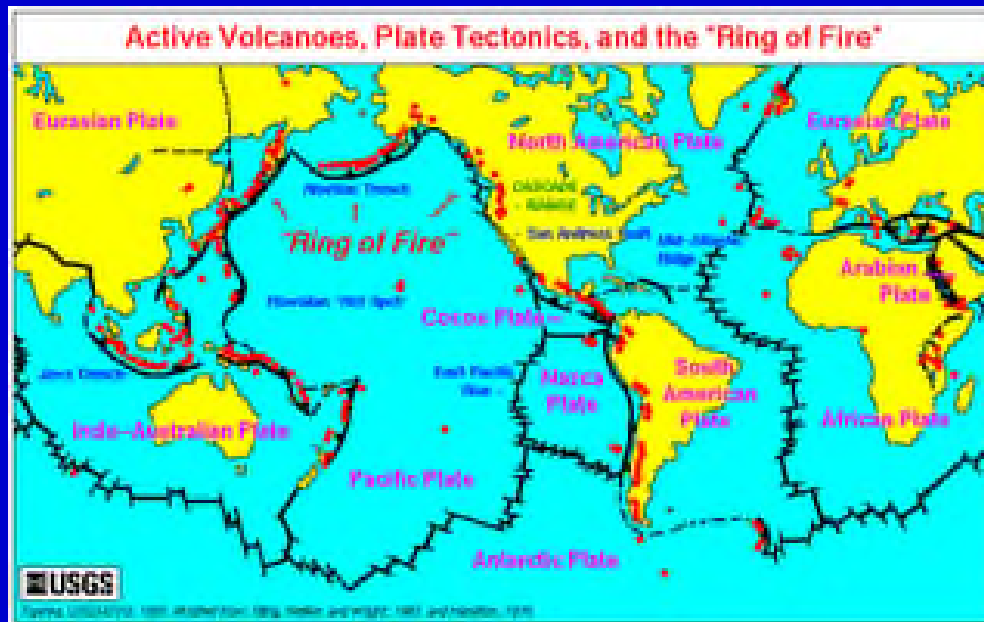 Active Volcanoes, Plate Tectonics, and the "Ring of Fire"
Eurasian Plate
North American Plate
Eurasian Plate
Aleutian Trench
CASCADE
RANGE
"Ring of Fire"
San Andreas Fault
Mid-Atlantic
Ridge
Arabian
Plate
Hawaiian "Hot Spot"
Cocos Plate
Java Trench
East Pacific
Rise
Nazca
Plate
South
American
Plate
Indo-Australian Plate
African Plate
Pacific Plate
Antarctic Plate
USGS